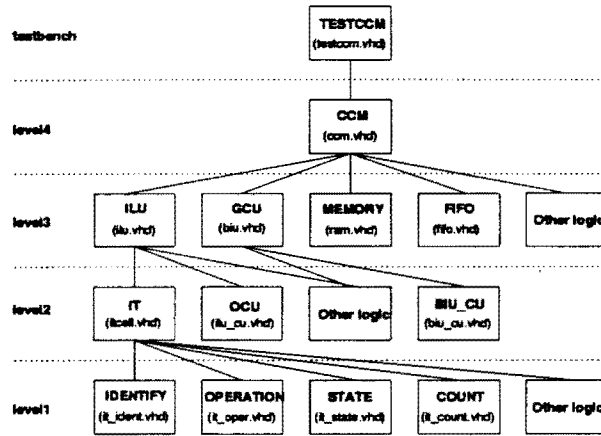 testbench
TESTCCM
(testccm.vhd)
level4
CCM
(ccm.vhd)
level3
ILU
(ilu.vhd)
GCU
(biu.vhd)
MEMORY
(ram.vhd)
FIFO
(fifo.vhd)
Other logic
level2
IT
(itcell.vhd)
OCU
(ilu_cu.vhd)
Other logic
BIU_CU
(biu_cu.vhd)
level1
IDENTIFY
(it_ident.vhd)
OPERATION
(it_oper.vhd)
STATE
(it_state.vhd)
COUNT
(it_count.vhd)
Other logic